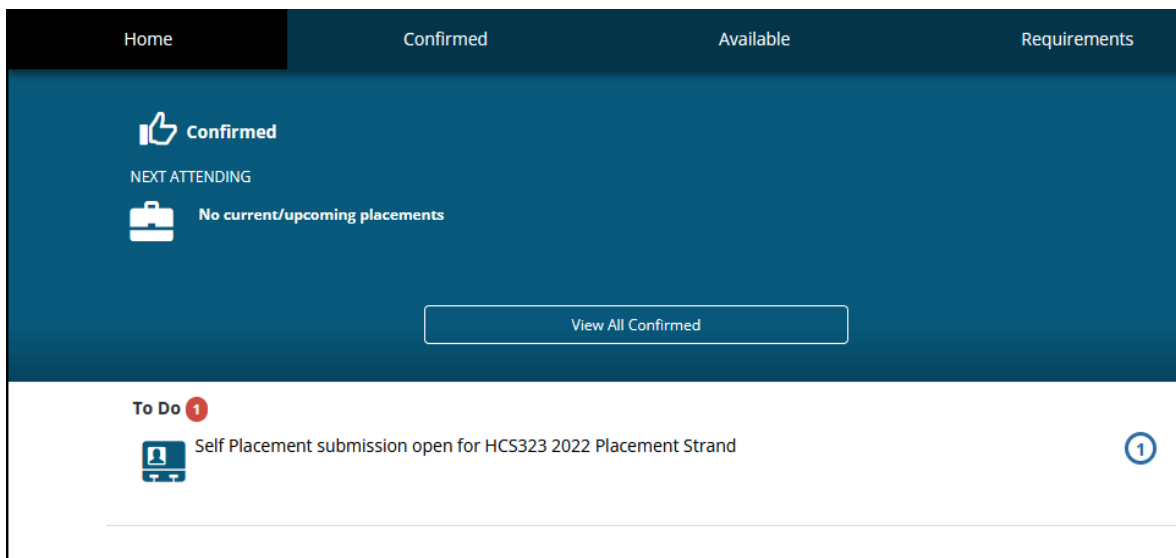 Home Confirmed Available Requirements
Confirmed
NEXT ATTENDING
No current/upcoming placements
View All Confirmed
To Do 1
Self Placement submission open for HCS323 2022 Placement Strand 1